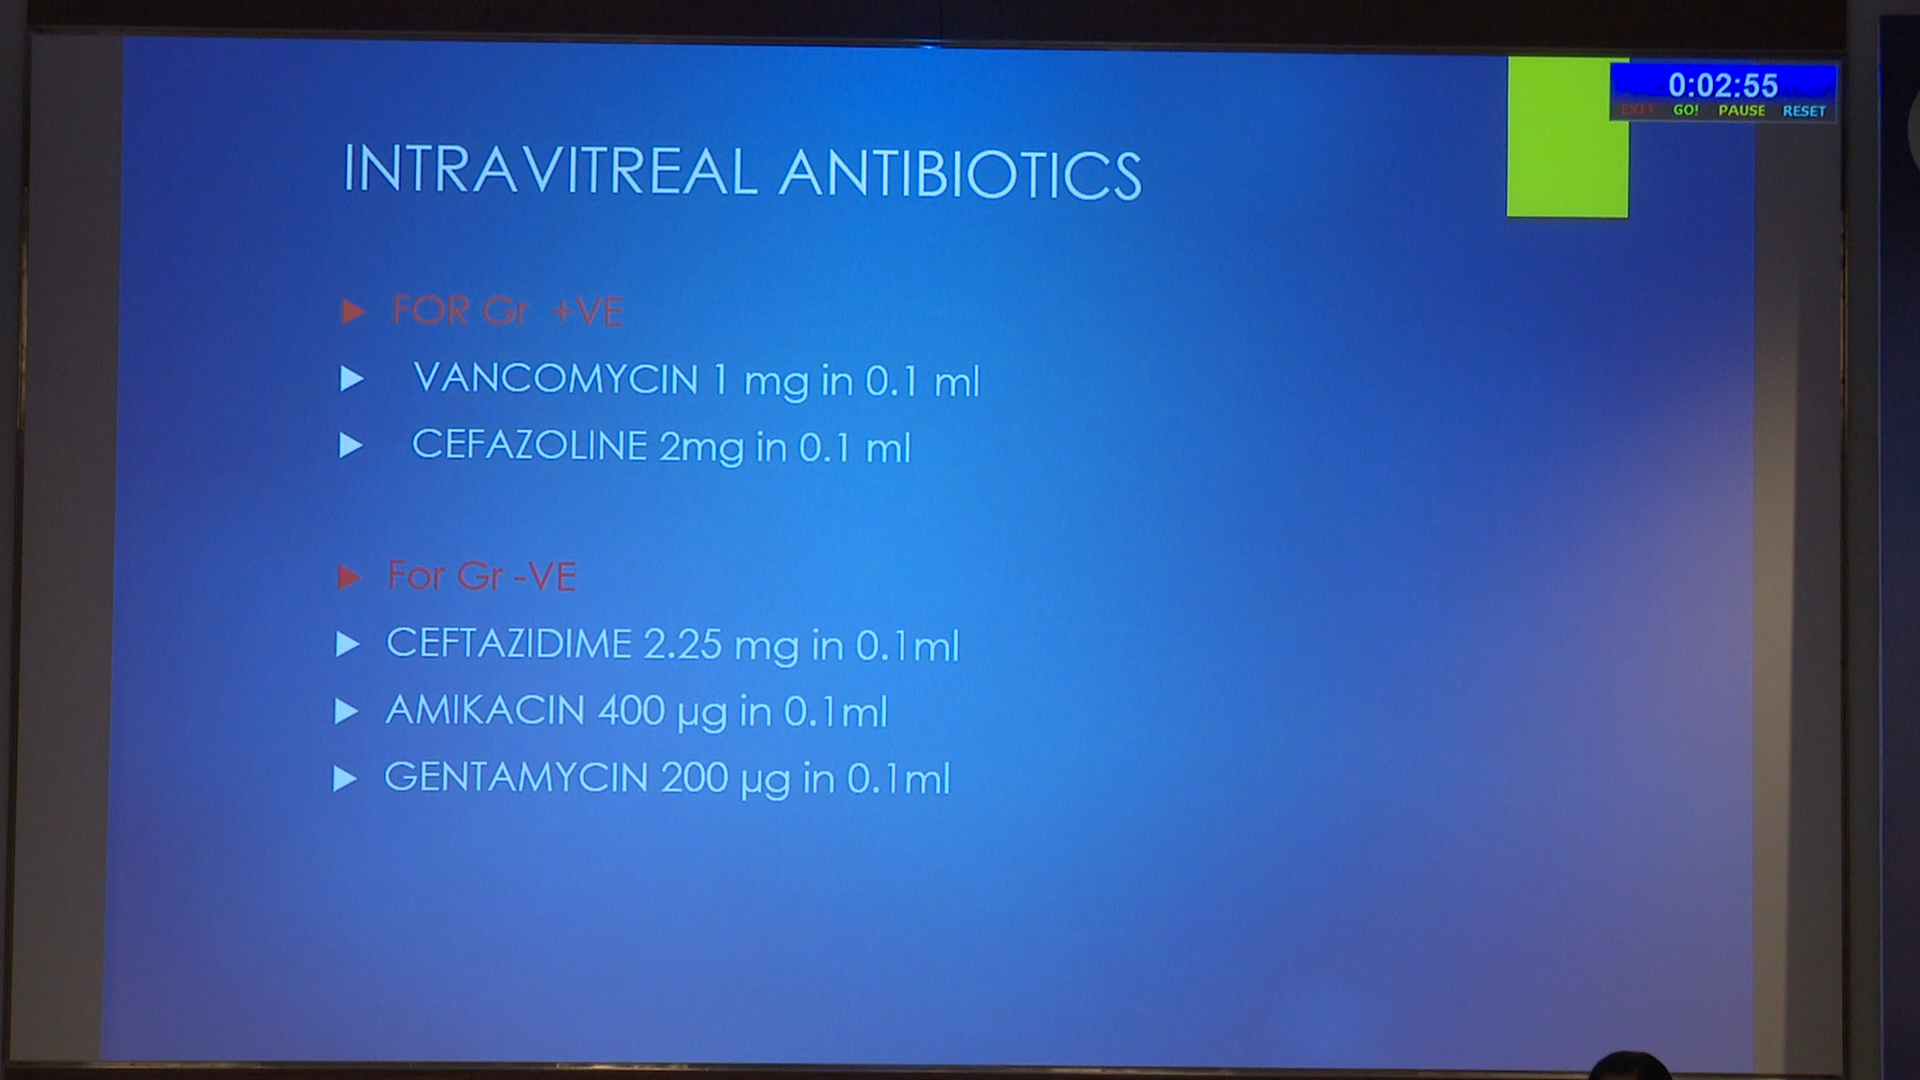 0:02:55
EXIT GO! PAUSE RESET
INTRAVITREAL ANTIBIOTICS
FOR Gr +VE
VANCOMYCIN 1 mg in 0.1 ml
CEFAZOLINE 2mg in 0.1 ml
For Gr -VE
CEFTAZIDIME 2.25 mg in 0.1ml
AMIKACIN 400 µg in 0.1ml
GENTAMYCIN 200 µg in 0.1ml